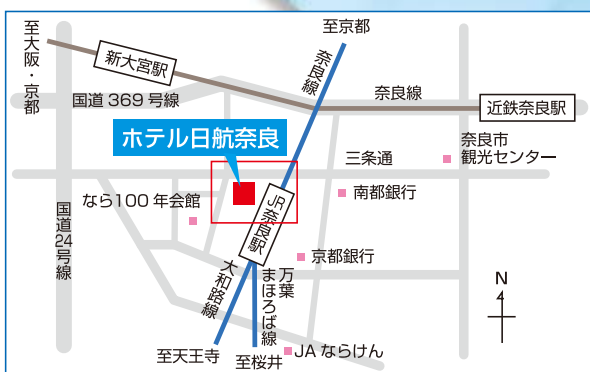 至京都
至大阪・京都
新大宮駅
奈良線
国道369号線
奈良線
近鉄奈良駅
ホテル日航奈良
奈良市
観光センター
三条通
なら100年会館
JR奈良駅
南都銀行
国道24号線
京都銀行
大和路線
万葉
まほろば線
N
至天王寺
至桜井
JAならけん